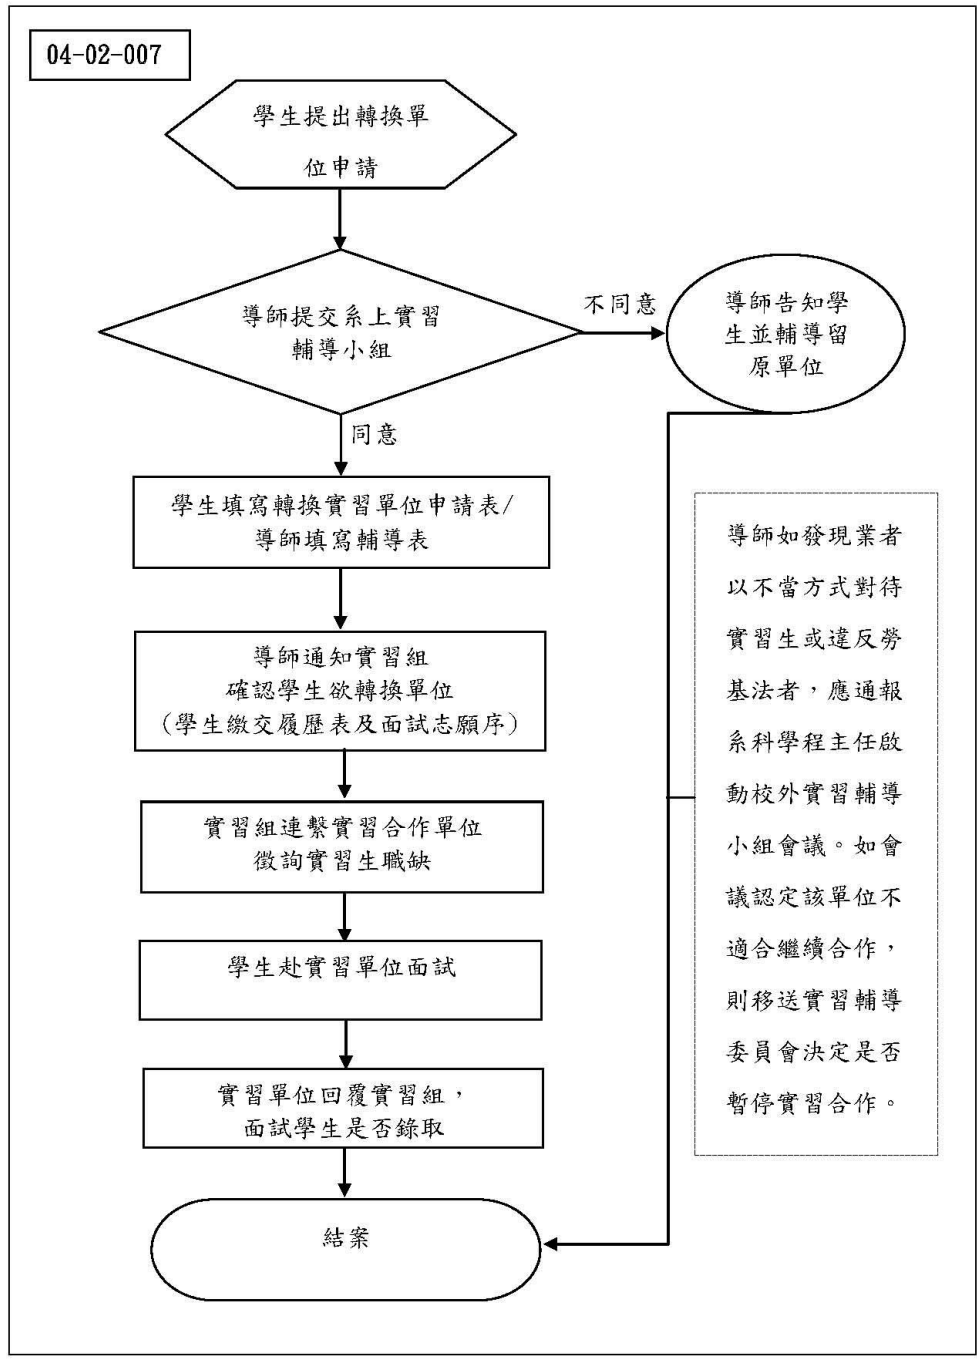 04-02-007
學生提出轉換單
位申請
導師提交系上實習
輔導小組
不同意
導師告知學
生並輔導留
原單位
同意
學生填寫轉換實習單位申請表/
導師填寫輔導表
導師通知實習組
確認學生欲轉換單位
(學生繳交履歷表及面試志願序)
實習組連繫實習合作單位
徵詢實習生職缺
學生赴實習單位面試
實習單位回覆實習組，
面試學生是否錄取
結案
導師如發現業者
以不當方式對待
實習生或違反勞
基法者，應通報
系科學程主任啟
動校外實習輔導
小組會議。如會
議認定該單位不
適合繼續合作，
則移送實習輔導
委員會決定是否
暫停實習合作。